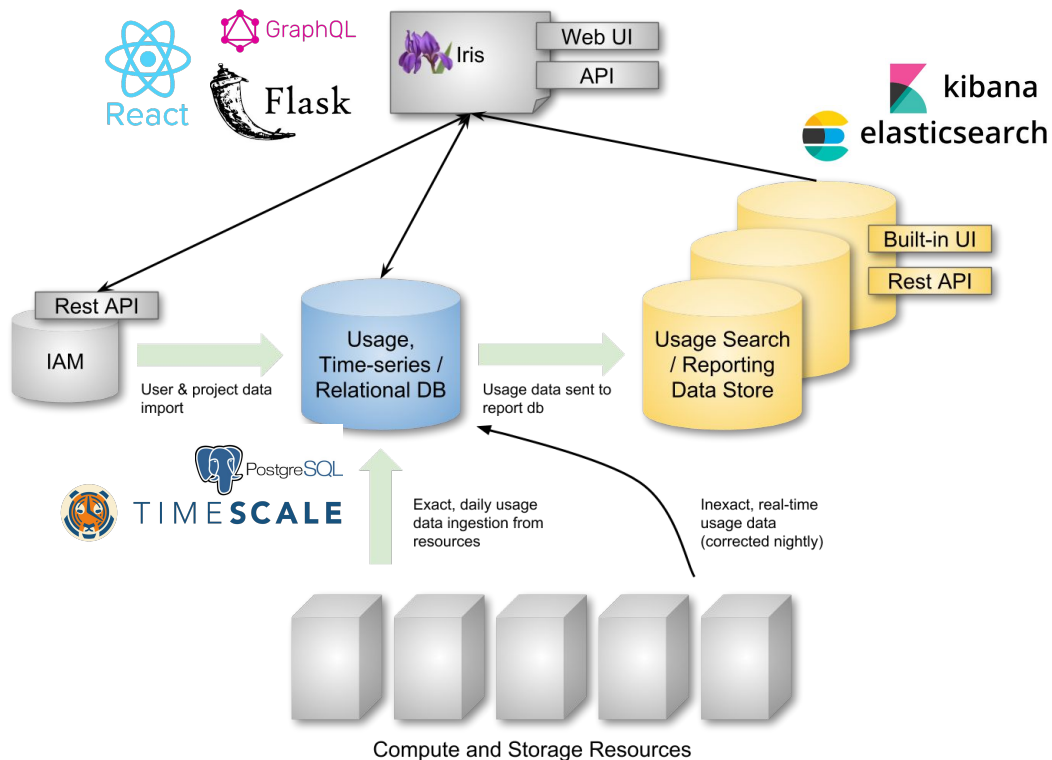 GraphQL
React
Flask
Iris
Web UI
API
kibana
elasticsearch
Built-in UI
Rest API
Rest API
IAM
User & project data
import
Usage,
Time-series /
Relational DB
Usage data sent to
report db
Usage Search
/ Reporting
Data Store
PostgreSQL
TIMESCALE
Exact, daily usage
data ingestion from
resources
Inexact, real-time
usage data
(corrected nightly)
Compute and Storage Resources